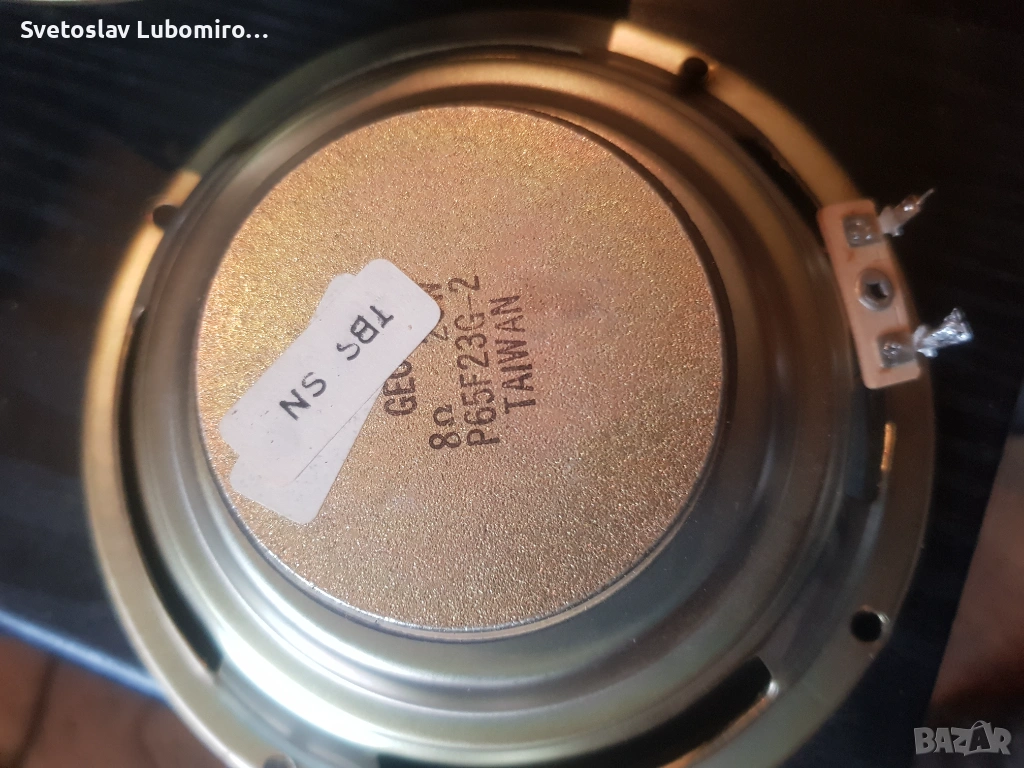 Svetoslav Lubomiro...
TBS SN
8Ω
P65F23G-2
TAIWAN
BAZAR